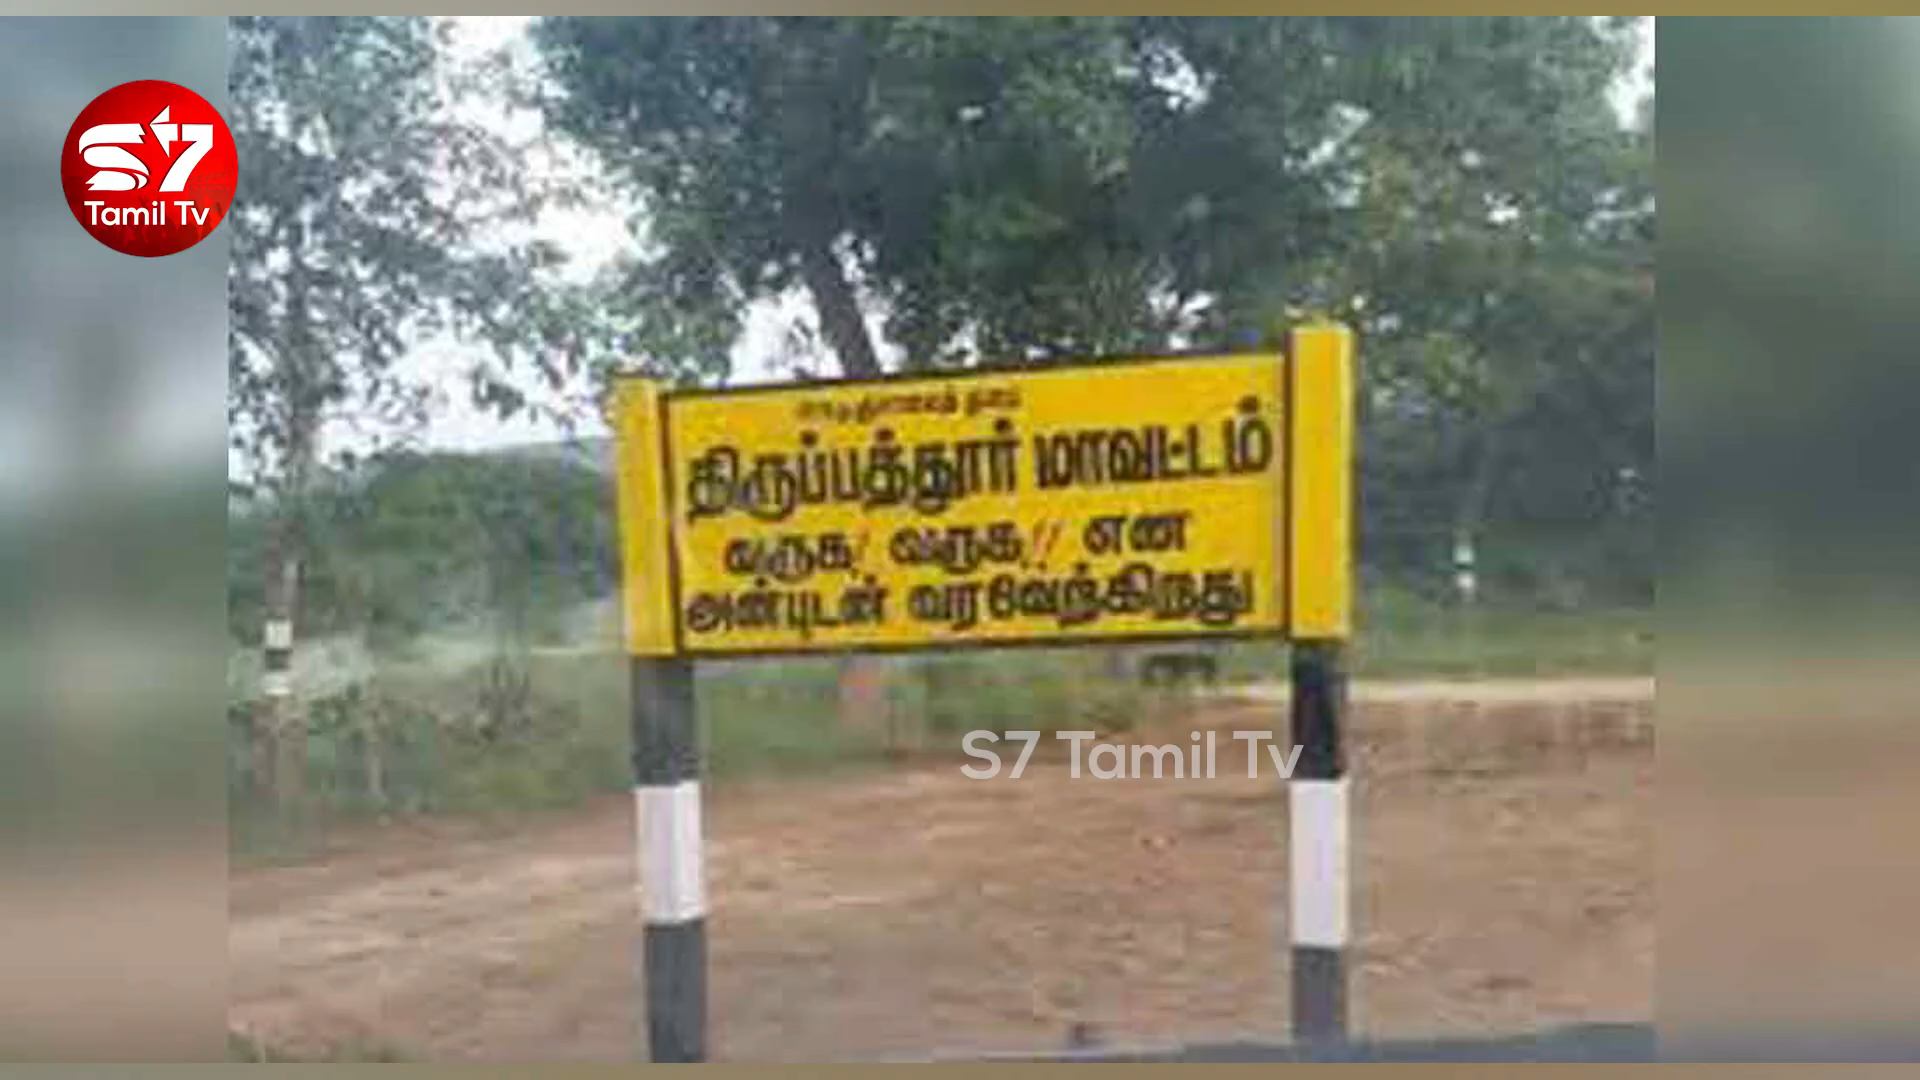 S7
Tamil Tv
திருப்பத்தூர் மாவட்டம்
வருக! வருக!! என
அன்புடன் வரவேற்கிறது
S7 Tamil Tv